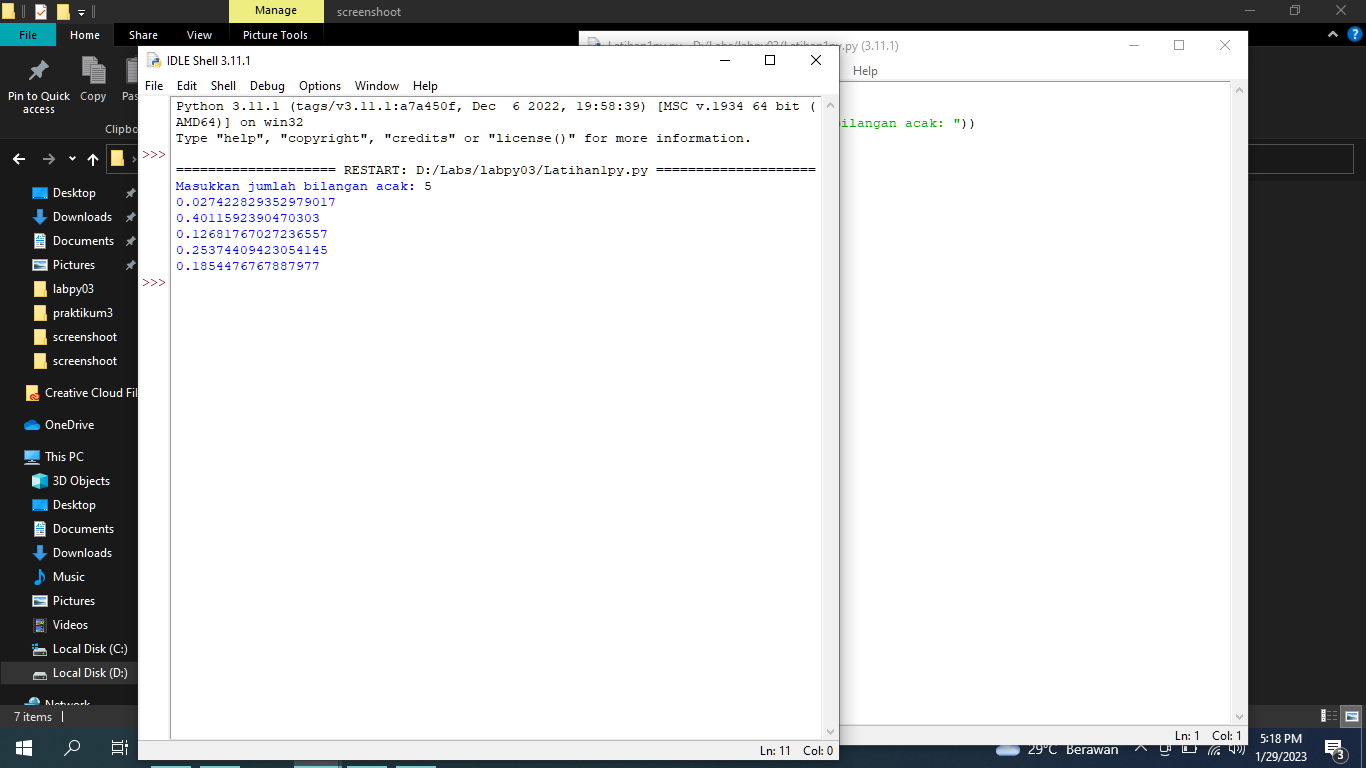 Manage
screenshoot
File
Home
Share
View
Picture Tools
Pin to Quick
access
Copy
Clipbo
Desktop
Downloads
Documents
Pictures
labpy03
praktikum3
screenshoot
screenshoot
Creative Cloud Fil
OneDrive
This PC
3D Objects
Desktop
Documents
Downloads
Music
Pictures
Videos
Local Disk (C:)
Local Disk (D:)
Network
7 items
Latihan1py.py - D:/Labs/labpy03/Latihan1py.py (3.11.1)
Help
bilangan acak: "))
Ln: 1 Col: 1
IDLE Shell 3.11.1
File Edit Shell Debug Options Window Help
Python 3.11.1 (tags/v3.11.1:a7a450f, Dec  6 2022, 19:58:39) [MSC v.1934 64 bit (
AMD64)] on win32
Type "help", "copyright", "credits" or "license()" for more information.
>>>
==================== RESTART: D:/Labs/labpy03/Latihan1py.py ====================
Masukkan jumlah bilangan acak: 5
0.027422829352979017
0.4011592390470303
0.12681767027236557
0.25374409423054145
0.1854476767887977
>>>
Ln: 11 Col: 0
29°C Berawan
5:18 PM
1/29/2023
3